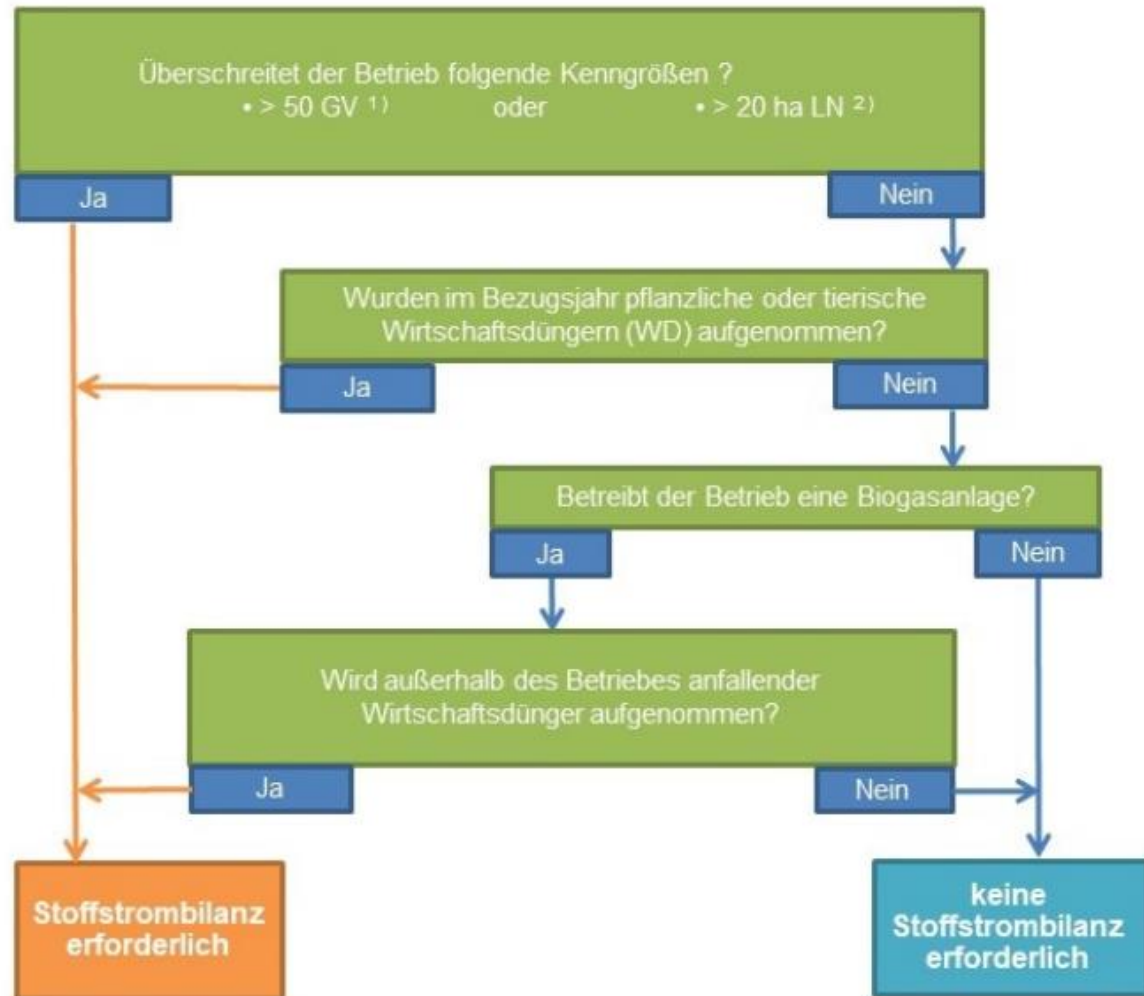 Überschreitet der Betrieb folgende Kenngrößen ?
• > 50 GV ¹⁾ oder • > 20 ha LN ²⁾
Ja
Nein
Wurden im Bezugsjahr pflanzliche oder tierische
Wirtschaftsdüngern (WD) aufgenommen?
Ja
Nein
Betreibt der Betrieb eine Biogasanlage?
Ja
Nein
Wird außerhalb des Betriebes anfallender
Wirtschaftsdünger aufgenommen?
Ja
Nein
Stoffstrombilanz
erforderlich
keine
Stoffstrombilanz
erforderlich